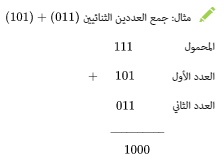 مثال: جمع العددين الثنائيين (011) + (101)
المحمول 111
العدد الأول 101 +
العدد الثاني 011
1000